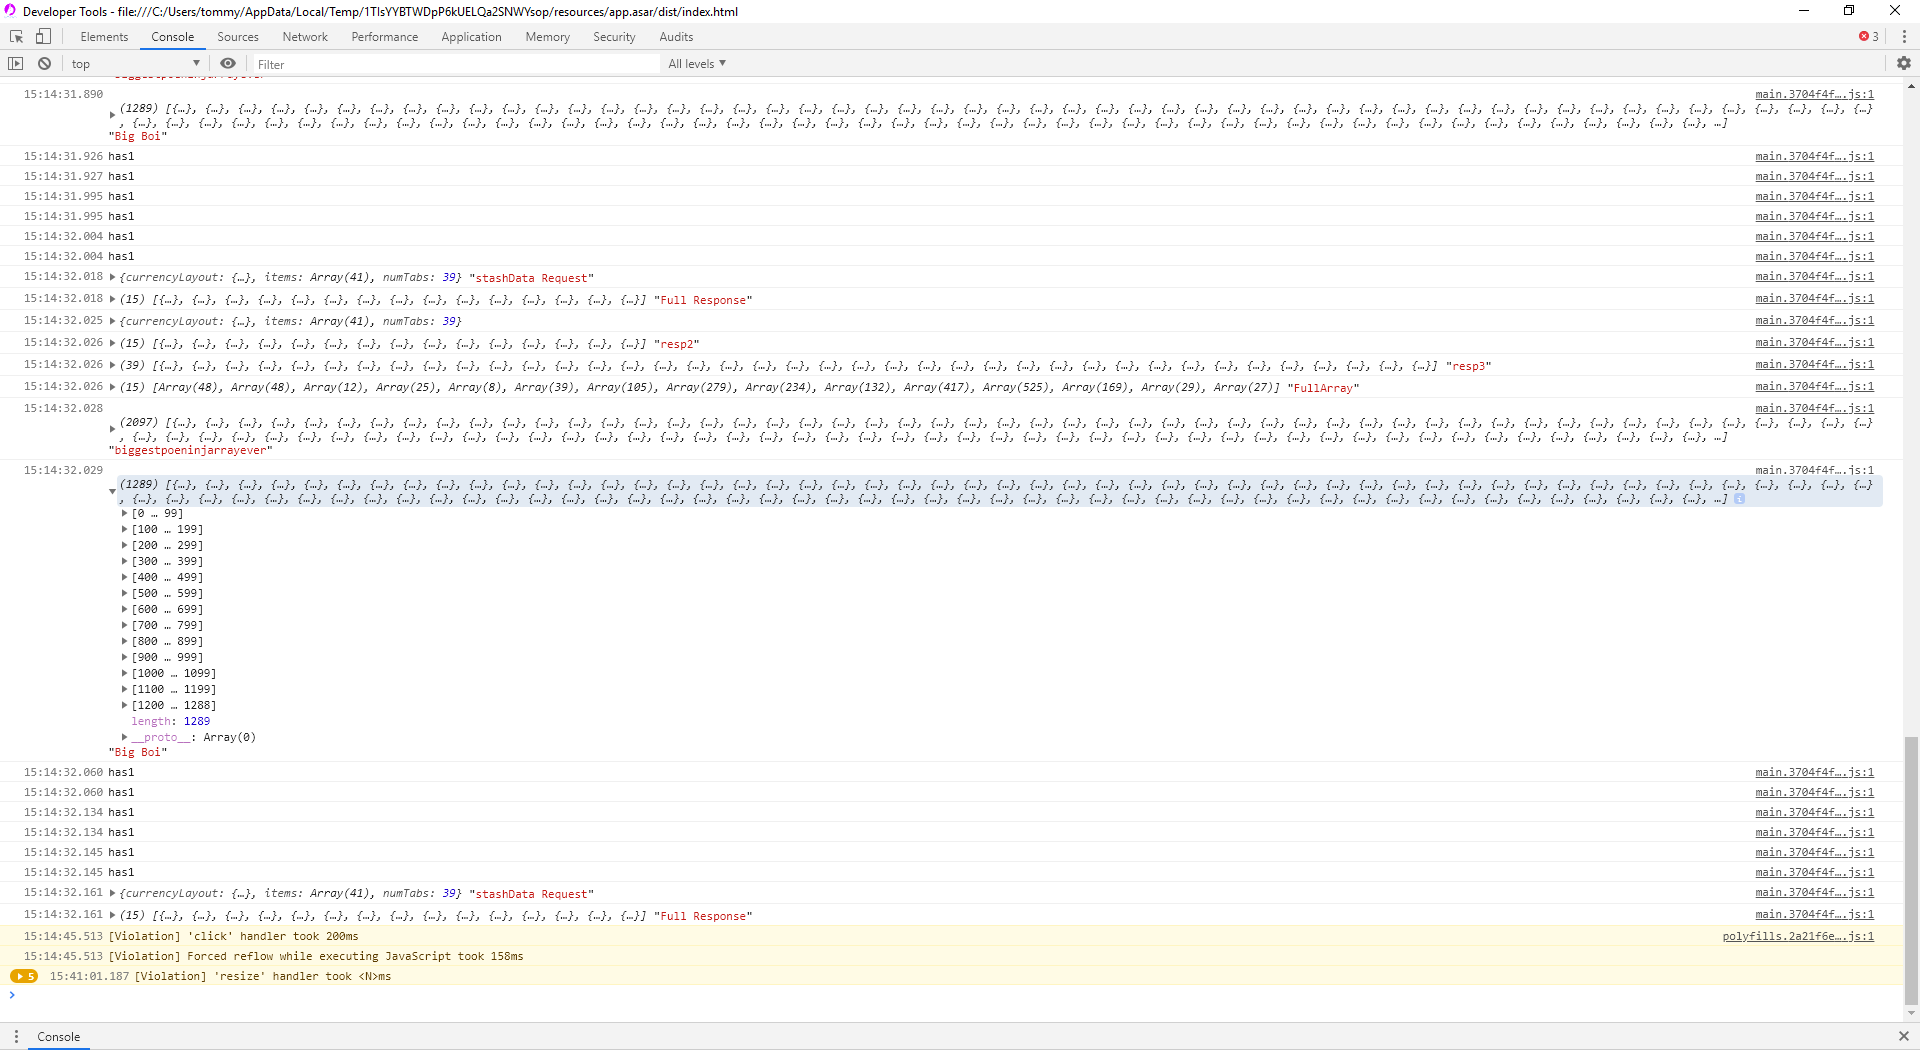 Developer Tools - file:///C:/Users/tommy/AppData/Local/Temp/1TlsYYBTWDpP6kUELQa2SNWYsop/resources/app.asar/dist/index.html
Elements Console Sources Network Performance Application Memory Security Audits 3
top Filter All levels
15:14:31.890 main.3704f4f….js:1
(1289) [{…}, {…}, {…}, {…}, {…}, {…}, {…}, {…}, {…}, {…}, {…}, {…}, {…}, {…}, {…}, {…}, {…}, {…}, {…}, {…}, {…}, {…}, {…}, {…}, {…}, {…}, {…}, {…}, {…}, {…}, {…}, {…}, {…}, {…}, {…}, {…}, {…}, {…}, {…}, {…}, {…}, {…}, {…}, {…}, {…}, {…}, {…}, {…}, {…}, {…}, {…}, {…}
, {…}, {…}, {…}, {…}, {…}, {…}, {…}, {…}, {…}, {…}, {…}, {…}, {…}, {…}, {…}, {…}, {…}, {…}, {…}, {…}, {…}, {…}, {…}, {…}, {…}, {…}, {…}, {…}, {…}, {…}, {…}, {…}, {…}, {…}, {…}, {…}, {…}, {…}, {…}, {…}, {…}, {…}, {…}, {…}, {…}, {…}, {…}, {…}, …]
"Big Boi"
15:14:31.926 has1 main.3704f4f….js:1
15:14:31.927 has1 main.3704f4f….js:1
15:14:31.995 has1 main.3704f4f….js:1
15:14:31.995 has1 main.3704f4f….js:1
15:14:32.004 has1 main.3704f4f….js:1
15:14:32.004 has1 main.3704f4f….js:1
15:14:32.018 {currencyLayout: {…}, items: Array(41), numTabs: 39} "stashData Request" main.3704f4f….js:1
15:14:32.018 (15) [{…}, {…}, {…}, {…}, {…}, {…}, {…}, {…}, {…}, {…}, {…}, {…}, {…}, {…}, {…}] "Full Response" main.3704f4f….js:1
15:14:32.025 {currencyLayout: {…}, items: Array(41), numTabs: 39} main.3704f4f….js:1
15:14:32.026 (15) [{…}, {…}, {…}, {…}, {…}, {…}, {…}, {…}, {…}, {…}, {…}, {…}, {…}, {…}, {…}] "resp2" main.3704f4f….js:1
15:14:32.026 (39) [{…}, {…}, {…}, {…}, {…}, {…}, {…}, {…}, {…}, {…}, {…}, {…}, {…}, {…}, {…}, {…}, {…}, {…}, {…}, {…}, {…}, {…}, {…}, {…}, {…}, {…}, {…}, {…}, {…}, {…}, {…}, {…}, {…}, {…}, {…}, {…}, {…}, {…}, {…}] "resp3" main.3704f4f….js:1
15:14:32.026 (15) [Array(48), Array(48), Array(12), Array(25), Array(8), Array(39), Array(105), Array(279), Array(234), Array(132), Array(417), Array(525), Array(169), Array(29), Array(27)] "FullArray" main.3704f4f….js:1
15:14:32.028 main.3704f4f….js:1
(2097) [{…}, {…}, {…}, {…}, {…}, {…}, {…}, {…}, {…}, {…}, {…}, {…}, {…}, {…}, {…}, {…}, {…}, {…}, {…}, {…}, {…}, {…}, {…}, {…}, {…}, {…}, {…}, {…}, {…}, {…}, {…}, {…}, {…}, {…}, {…}, {…}, {…}, {…}, {…}, {…}, {…}, {…}, {…}, {…}, {…}, {…}, {…}, {…}, {…}, {…}, {…}, {…}
, {…}, {…}, {…}, {…}, {…}, {…}, {…}, {…}, {…}, {…}, {…}, {…}, {…}, {…}, {…}, {…}, {…}, {…}, {…}, {…}, {…}, {…}, {…}, {…}, {…}, {…}, {…}, {…}, {…}, {…}, {…}, {…}, {…}, {…}, {…}, {…}, {…}, {…}, {…}, {…}, {…}, {…}, {…}, {…}, {…}, {…}, {…}, {…}, …]
"biggestpoeninjarrayever"
15:14:32.029 main.3704f4f….js:1
(1289) [{…}, {…}, {…}, {…}, {…}, {…}, {…}, {…}, {…}, {…}, {…}, {…}, {…}, {…}, {…}, {…}, {…}, {…}, {…}, {…}, {…}, {…}, {…}, {…}, {…}, {…}, {…}, {…}, {…}, {…}, {…}, {…}, {…}, {…}, {…}, {…}, {…}, {…}, {…}, {…}, {…}, {…}, {…}, {…}, {…}, {…}, {…}, {…}, {…}, {…}, {…}, {…}
, {…}, {…}, {…}, {…}, {…}, {…}, {…}, {…}, {…}, {…}, {…}, {…}, {…}, {…}, {…}, {…}, {…}, {…}, {…}, {…}, {…}, {…}, {…}, {…}, {…}, {…}, {…}, {…}, {…}, {…}, {…}, {…}, {…}, {…}, {…}, {…}, {…}, {…}, {…}, {…}, {…}, {…}, {…}, {…}, {…}, {…}, {…}, {…}, …] i
[0 … 99]
[100 … 199]
[200 … 299]
[300 … 399]
[400 … 499]
[500 … 599]
[600 … 699]
[700 … 799]
[800 … 899]
[900 … 999]
[1000 … 1099]
[1100 … 1199]
[1200 … 1288]
length: 1289
__proto__: Array(0)
"Big Boi"
15:14:32.060 has1 main.3704f4f….js:1
15:14:32.060 has1 main.3704f4f….js:1
15:14:32.134 has1 main.3704f4f….js:1
15:14:32.134 has1 main.3704f4f….js:1
15:14:32.145 has1 main.3704f4f….js:1
15:14:32.145 has1 main.3704f4f….js:1
15:14:32.161 {currencyLayout: {…}, items: Array(41), numTabs: 39} "stashData Request" main.3704f4f….js:1
15:14:32.161 (15) [{…}, {…}, {…}, {…}, {…}, {…}, {…}, {…}, {…}, {…}, {…}, {…}, {…}, {…}, {…}] "Full Response" main.3704f4f….js:1
15:14:45.513 [Violation] 'click' handler took 200ms polyfills.2a21f6e….js:1
15:14:45.513 [Violation] Forced reflow while executing JavaScript took 158ms
5 15:41:01.187 [Violation] 'resize' handler took <N>ms
Console